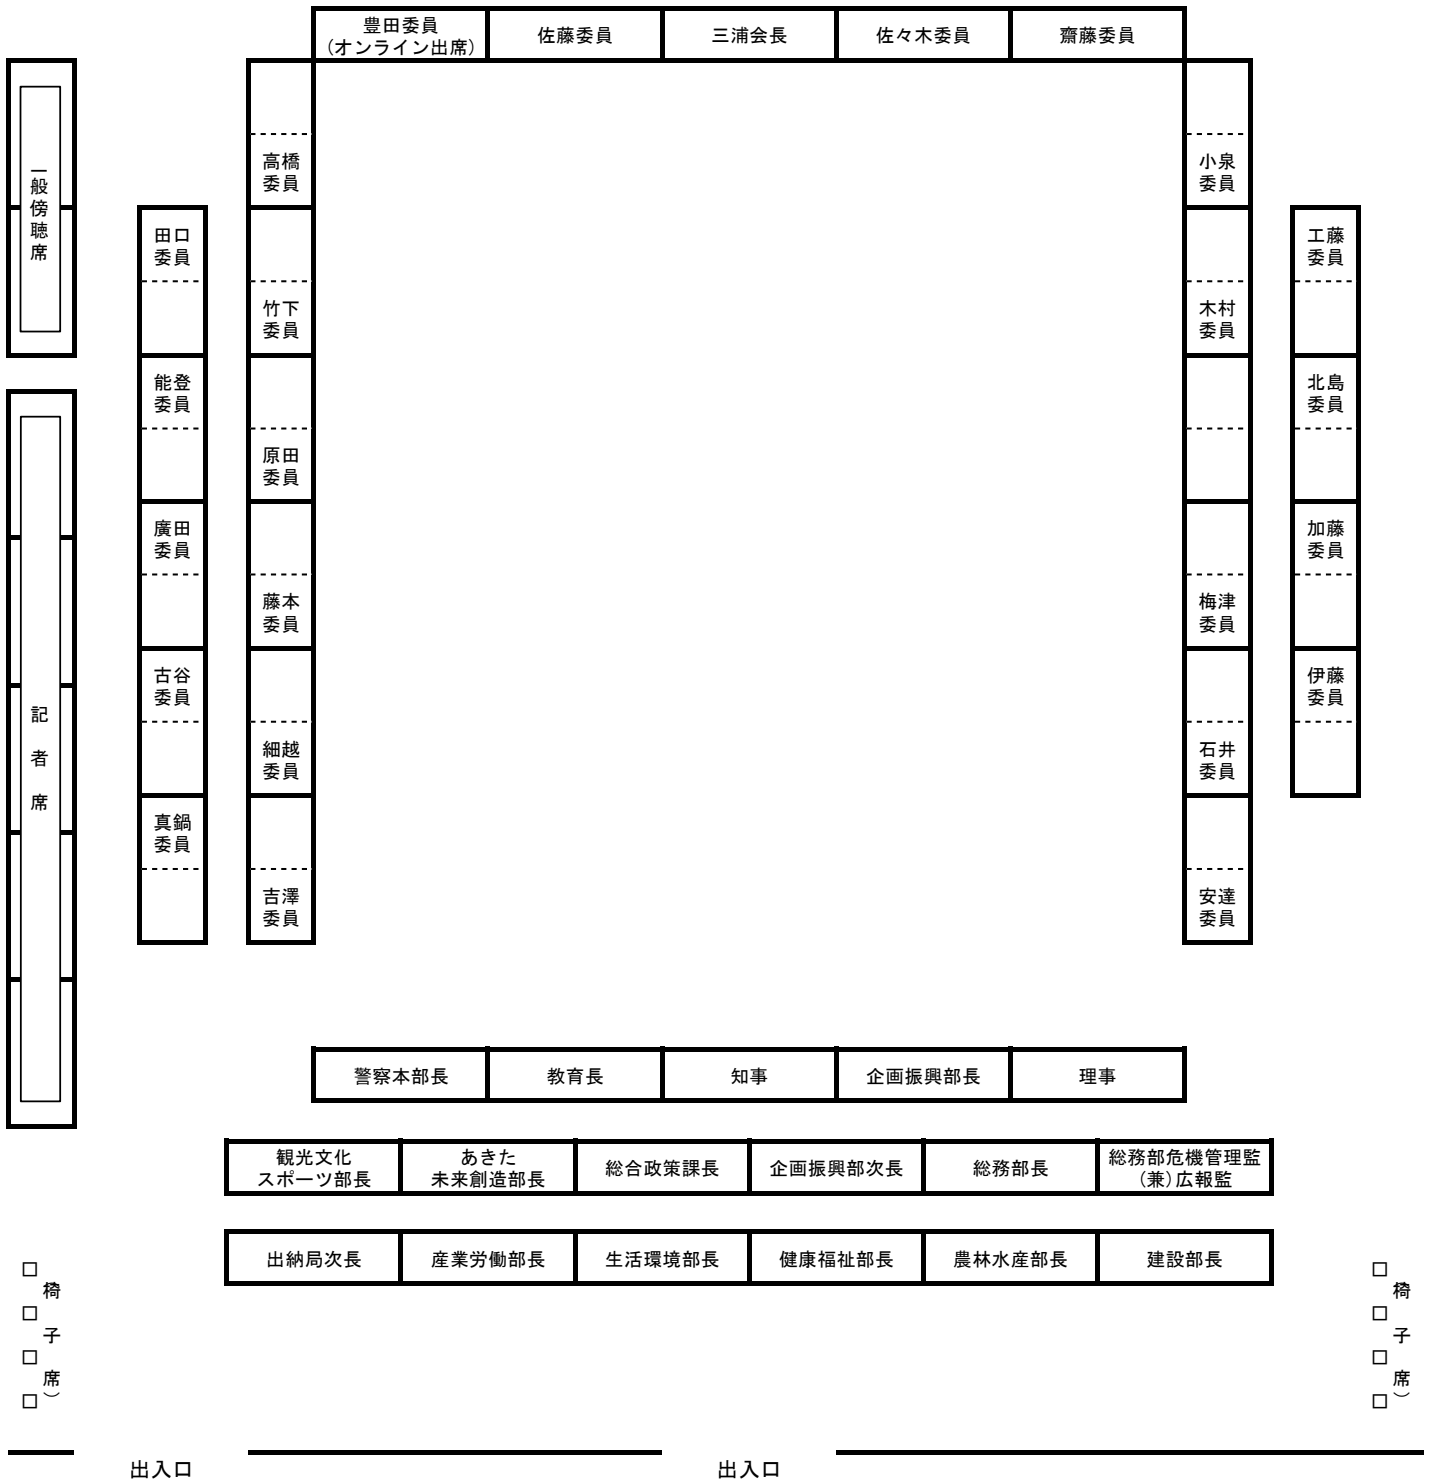 豊田委員
（オンライン出席）
佐藤委員
三浦会長
佐々木委員
齋藤委員
一般傍聴席
記者席
田口
委員
能登
委員
廣田
委員
古谷
委員
真鍋
委員
高橋
委員
竹下
委員
原田
委員
藤本
委員
細越
委員
吉澤
委員
小泉
委員
木村
委員
梅津
委員
石井
委員
安達
委員
工藤
委員
北島
委員
加藤
委員
伊藤
委員
警察本部長
教育長
知事
企画振興部長
理事
観光文化
スポーツ部長
あきた
未来創造部長
総合政策課長
企画振興部次長
総務部長
総務部危機管理監
（兼）広報監
出納局次長
産業労働部長
生活環境部長
健康福祉部長
農林水産部長
建設部長
□□□□
椅子席）
□□□□
椅子席）
出入口
出入口